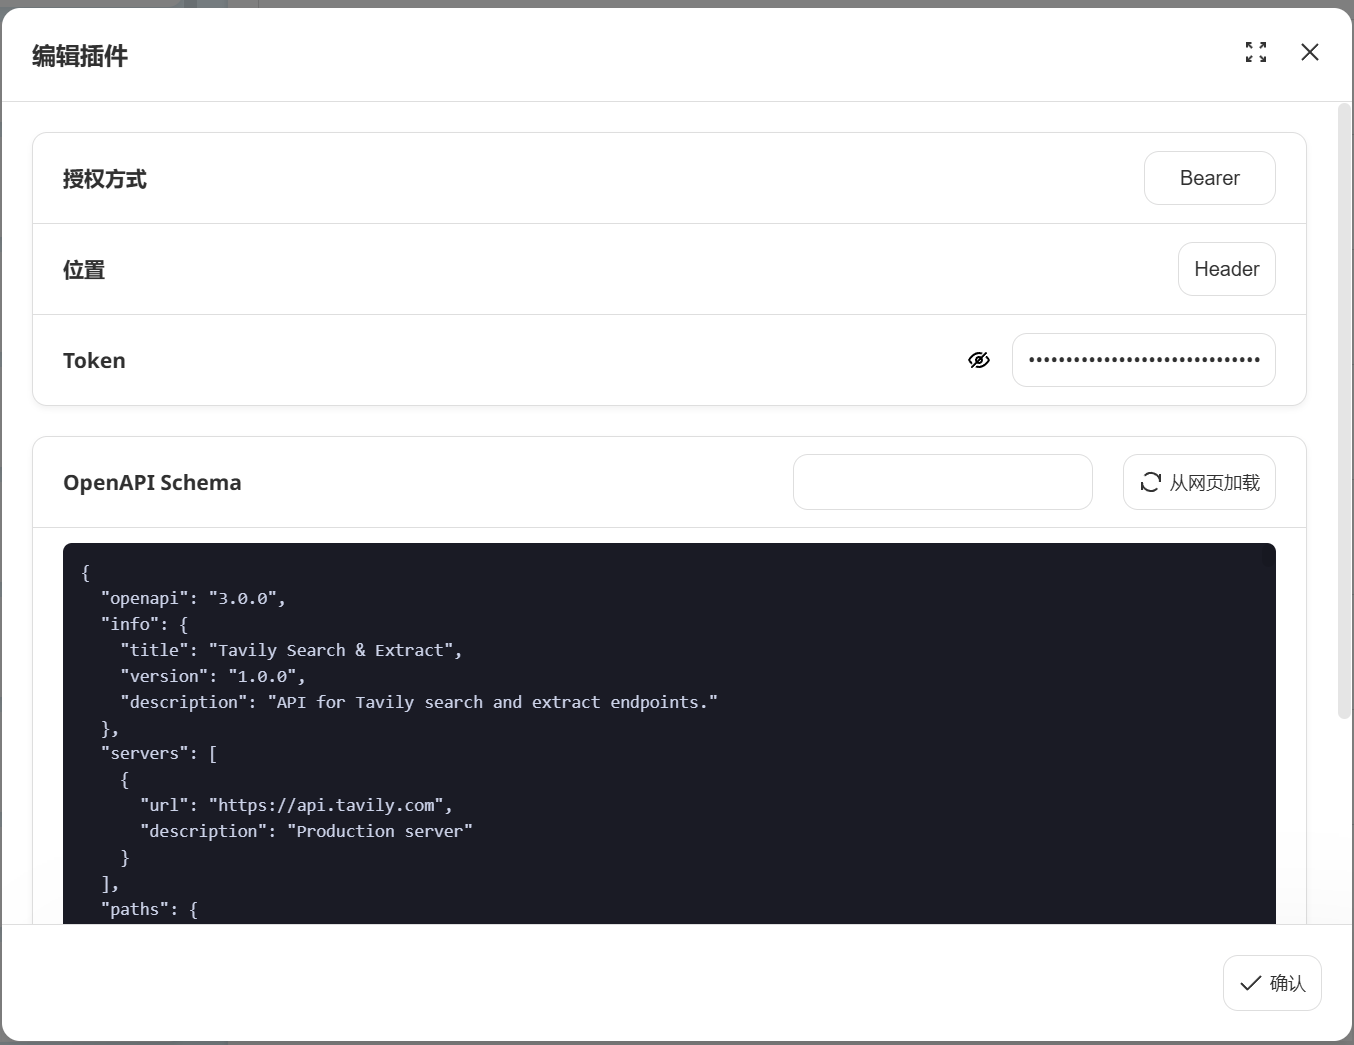 编辑插件
授权方式
Bearer
位置
Header
Token
•••••••••••••••••••••••••••••••
OpenAPI Schema
从网页加载
{
  "openapi": "3.0.0",
  "info": {
    "title": "Tavily Search & Extract",
    "version": "1.0.0",
    "description": "API for Tavily search and extract endpoints."
  },
  "servers": [
    {
      "url": "https://api.tavily.com",
      "description": "Production server"
    }
  ],
  "paths": {
确认